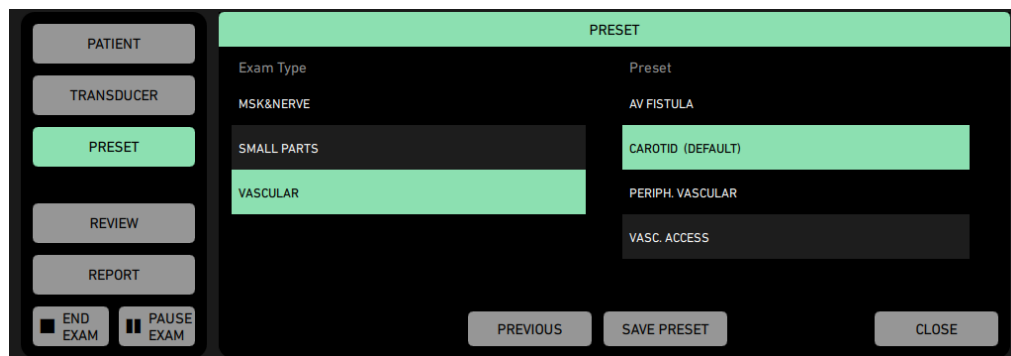 PATIENT
TRANSDUCER
PRESET
REVIEW
REPORT
END
EXAM
PAUSE
EXAM
PRESET
Exam Type
MSK&NERVE
SMALL PARTS
VASCULAR
Preset
AV FISTULA
CAROTID (DEFAULT)
PERIPH. VASCULAR
VASC. ACCESS
PREVIOUS
SAVE PRESET
CLOSE